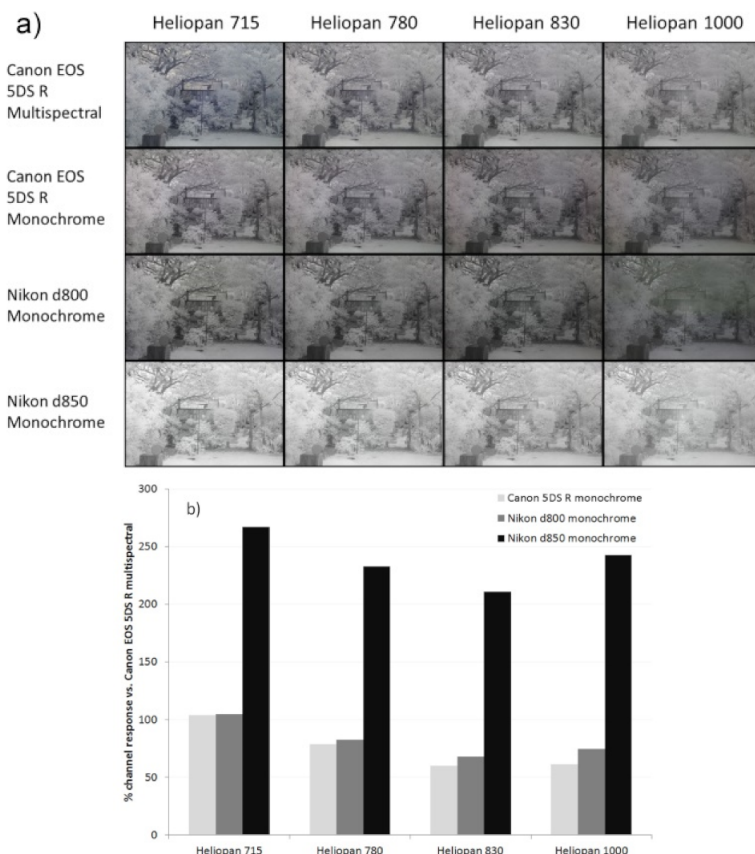 a)
Heliopan 715
Heliopan 780
Heliopan 830
Heliopan 1000
Canon EOS
5DS R
Multispectral
Canon EOS
5DS R
Monochrome
Nikon d800
Monochrome
Nikon d850
Monochrome
b)
Canon 5DS R monochrome
Nikon d800 monochrome
Nikon d850 monochrome
% channel response vs. Canon EOS 5DS R multispectral
300
250
200
150
100
50
0
Heliopan 715
Heliopan 780
Heliopan 830
Heliopan 1000